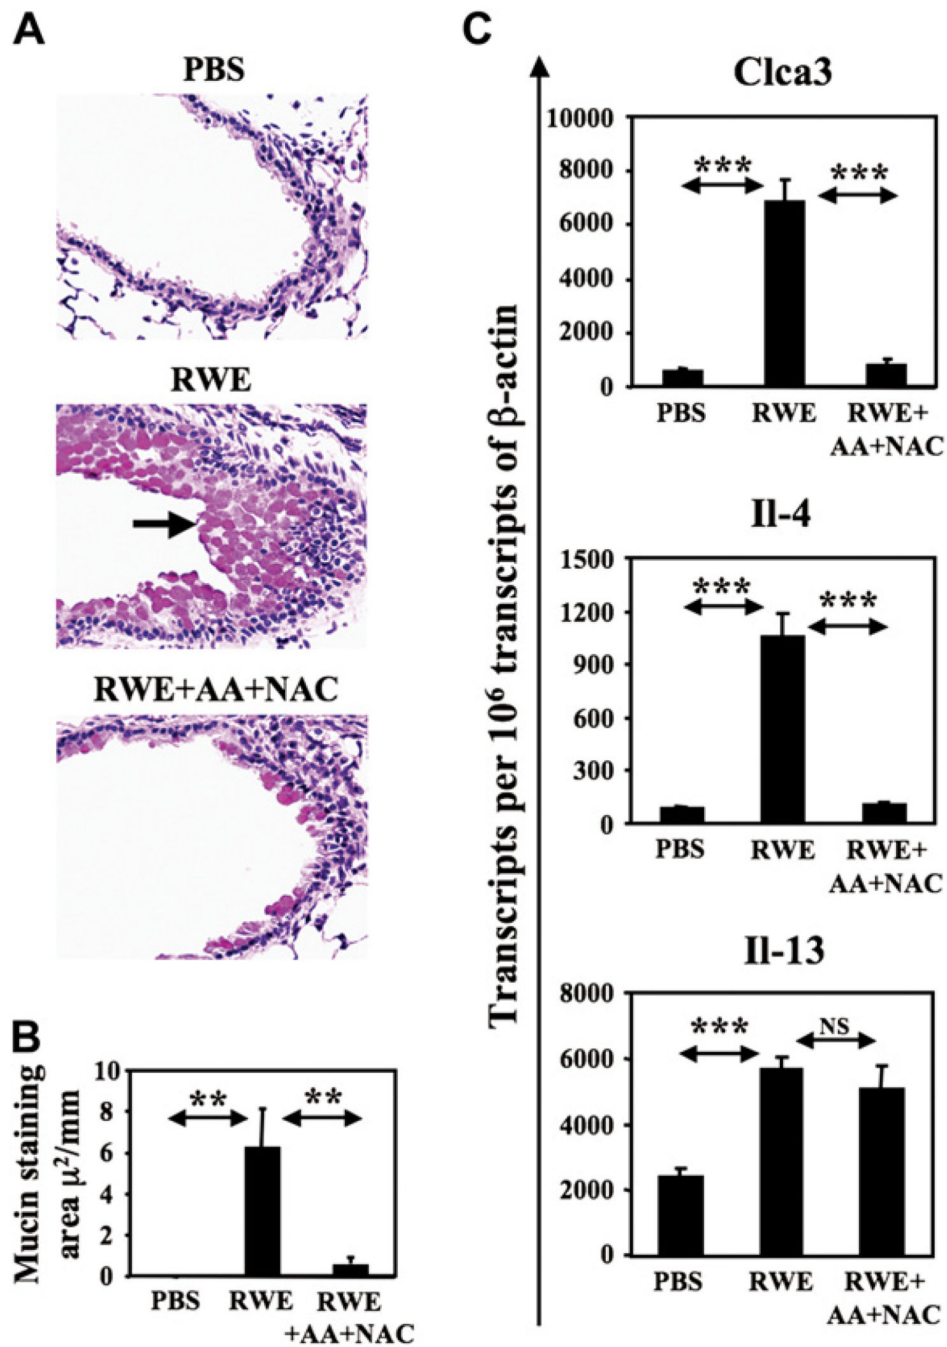 A
PBS
RWE
RWE+AA+NAC
B
Mucin staining
area μ²/mm
10
8
6
4
2
0
**
**
PBS
RWE
RWE
+AA+NAC
C
Transcripts per 10⁶ transcripts of β-actin
Clca3
10000
8000
6000
4000
2000
0
***
***
PBS
RWE
RWE+
AA+NAC
Il-4
1500
1200
900
600
300
0
***
***
PBS
RWE
RWE+
AA+NAC
Il-13
8000
6000
4000
2000
0
***
NS
PBS
RWE
RWE+
AA+NAC